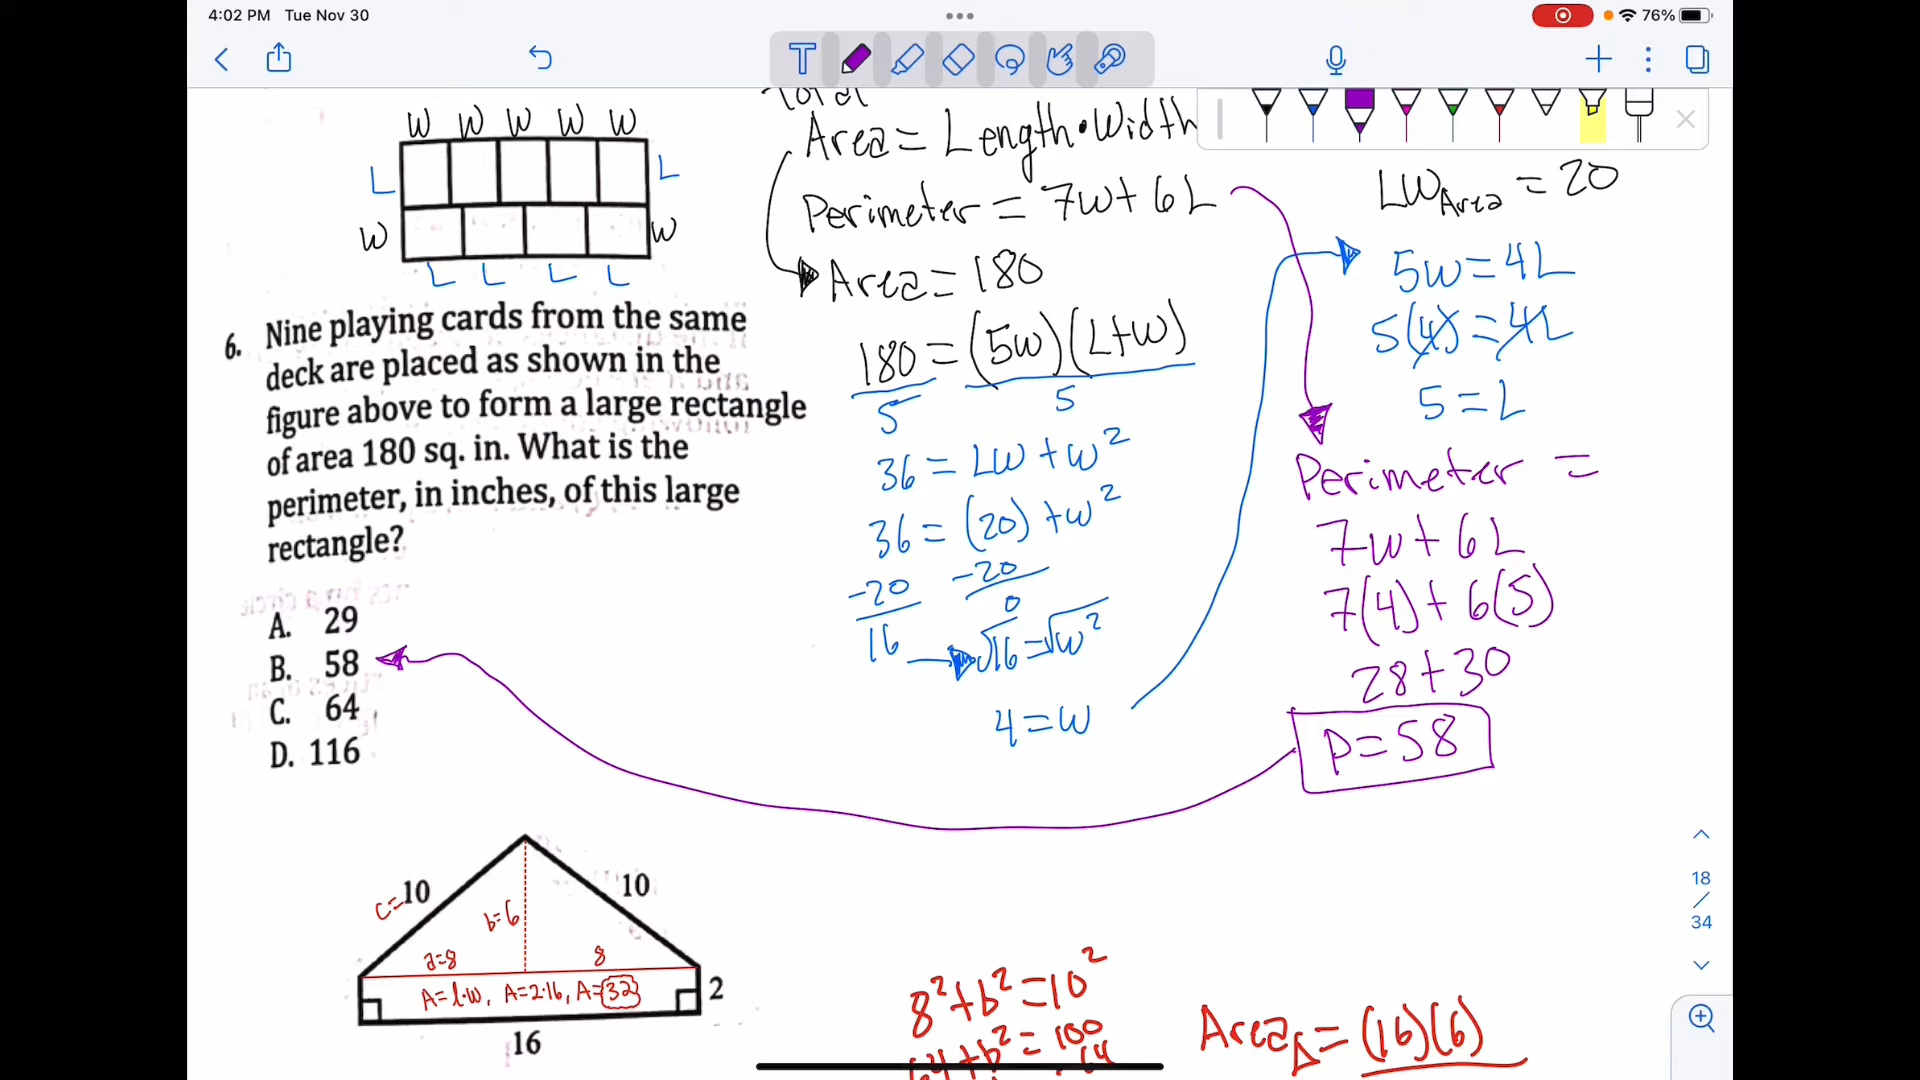 4:02 PM Tue Nov 30
76%
T
W W W W W
L
L
W
W
L L L L
6. Nine playing cards from the same
deck are placed as shown in the
figure above to form a large rectangle
of area 180 sq. in. What is the
perimeter, in inches, of this large
rectangle?
A. 29
B. 58
C. 64
D. 116
Total
Area = Length • Width
Perimeter = 7W + 6L
Area = 180
180 = (5W)(L+W)
5 5
36 = LW + W²
36 = (20) + W²
-20 -20
16 0
√16 = √W²
4 = W
LW Area = 20
5W = 4L
5(4) = 4L
5 = L
Perimeter =
7W + 6L
7(4) + 6(5)
28 + 30
P = 58
18
/
34
c=10
10
b=6
a=8
8
A=l·w, A=2·16, A=32
2
16
8² + b² = 10²
64 + b² = 100
-64
Area△ = (16)(6)